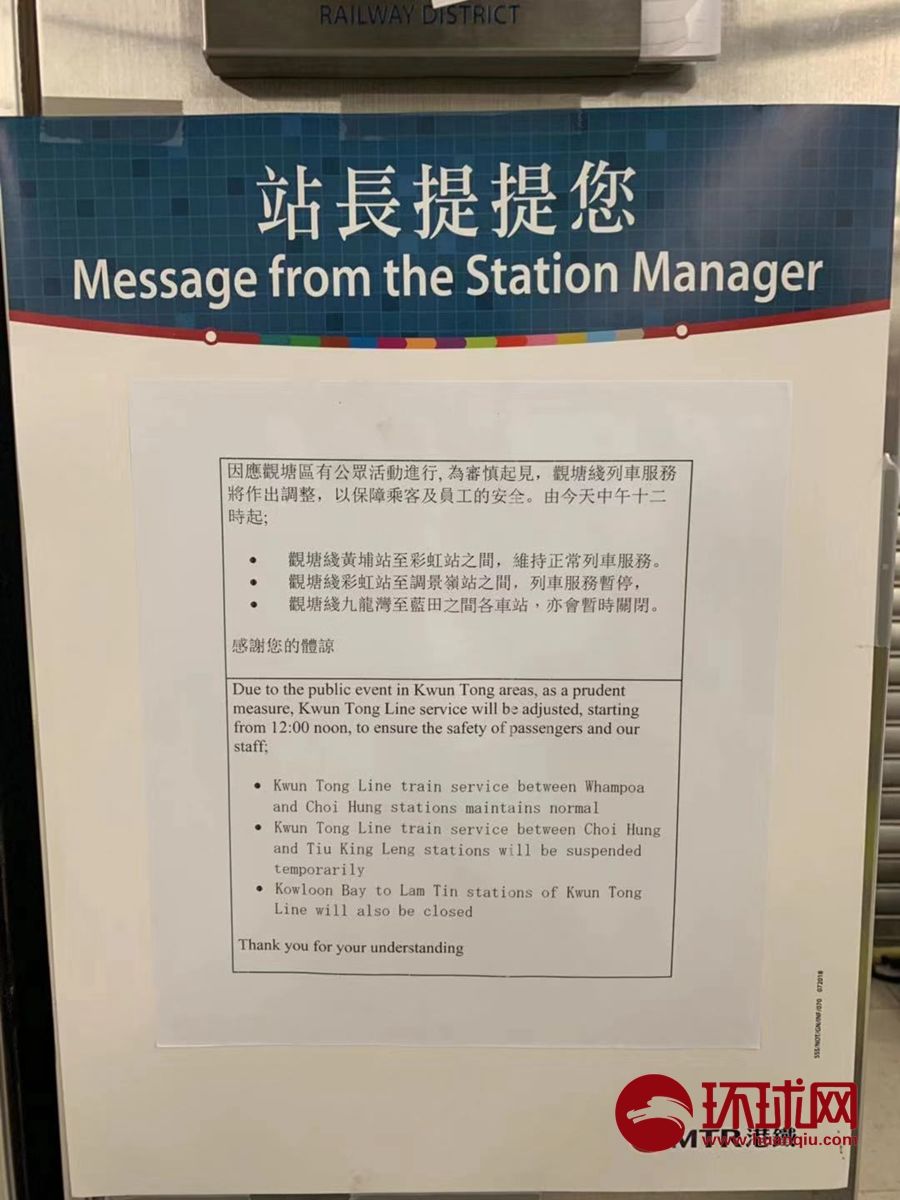 RAILWAY DISTRICT
站長提提您
Message from the Station Manager
因應觀塘區有公眾活動進行, 為審慎起見，觀塘綫列車服務
將作出調整，以保障乘客及員工的安全。由今天中午十二
時起;
• 觀塘綫黃埔站至彩虹站之間，維持正常列車服務。
• 觀塘綫彩虹站至調景嶺站之間，列車服務暫停，
• 觀塘綫九龍灣至藍田之間各車站，亦會暫時關閉。
感謝您的體諒
Due to the public event in Kwun Tong areas, as a prudent
measure, Kwun Tong Line service will be adjusted, starting
from 12:00 noon, to ensure the safety of passengers and our
staff;
• Kwun Tong Line train service between Whampoa
and Choi Hung stations maintains normal
• Kwun Tong Line train service between Choi Hung
and Tiu King Leng stations will be suspended
temporarily
• Kowloon Bay to Lam Tin stations of Kwun Tong
Line will also be closed
Thank you for your understanding
SSS/NOT/GN/INF/070 072018
环球网
www.huanqiu.com
MTR 港鐵